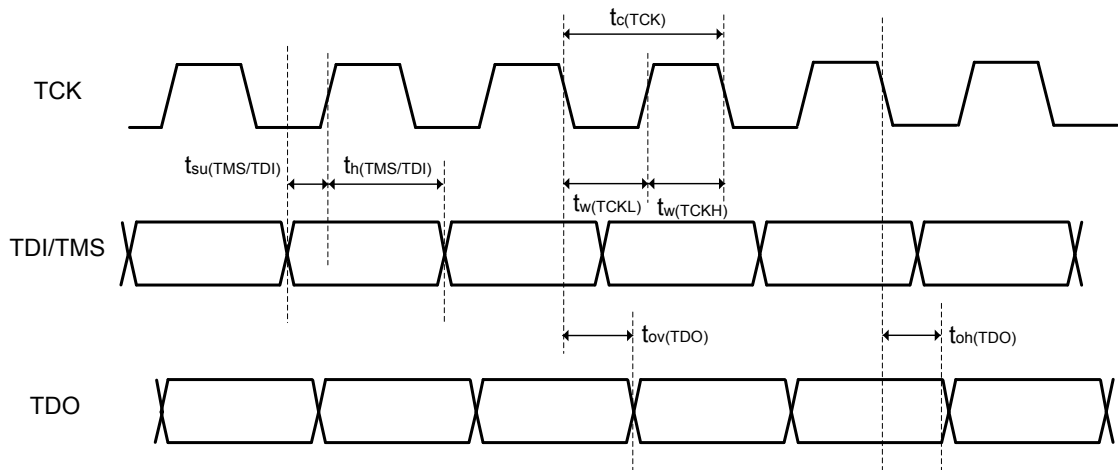 tc(TCK)
TCK
tsu(TMS/TDI)
th(TMS/TDI)
tw(TCKL)
tw(TCKH)
TDI/TMS
tov(TDO)
toh(TDO)
TDO